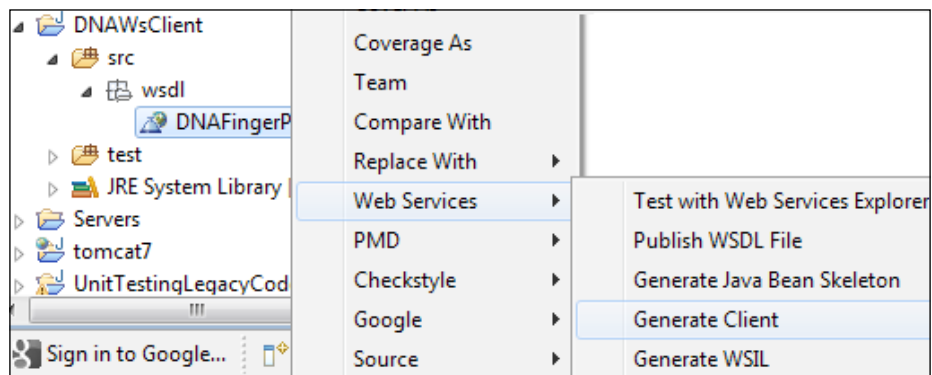 DNAWsClient
src
wsdl
DNAFingerP
test
JRE System Library
Servers
tomcat7
UnitTestingLegacyCod
Sign in to Google...
Coverage As
Team
Compare With
Replace With
Web Services
PMD
Checkstyle
Google
Source
Test with Web Services Explorer
Publish WSDL File
Generate Java Bean Skeleton
Generate Client
Generate WSIL